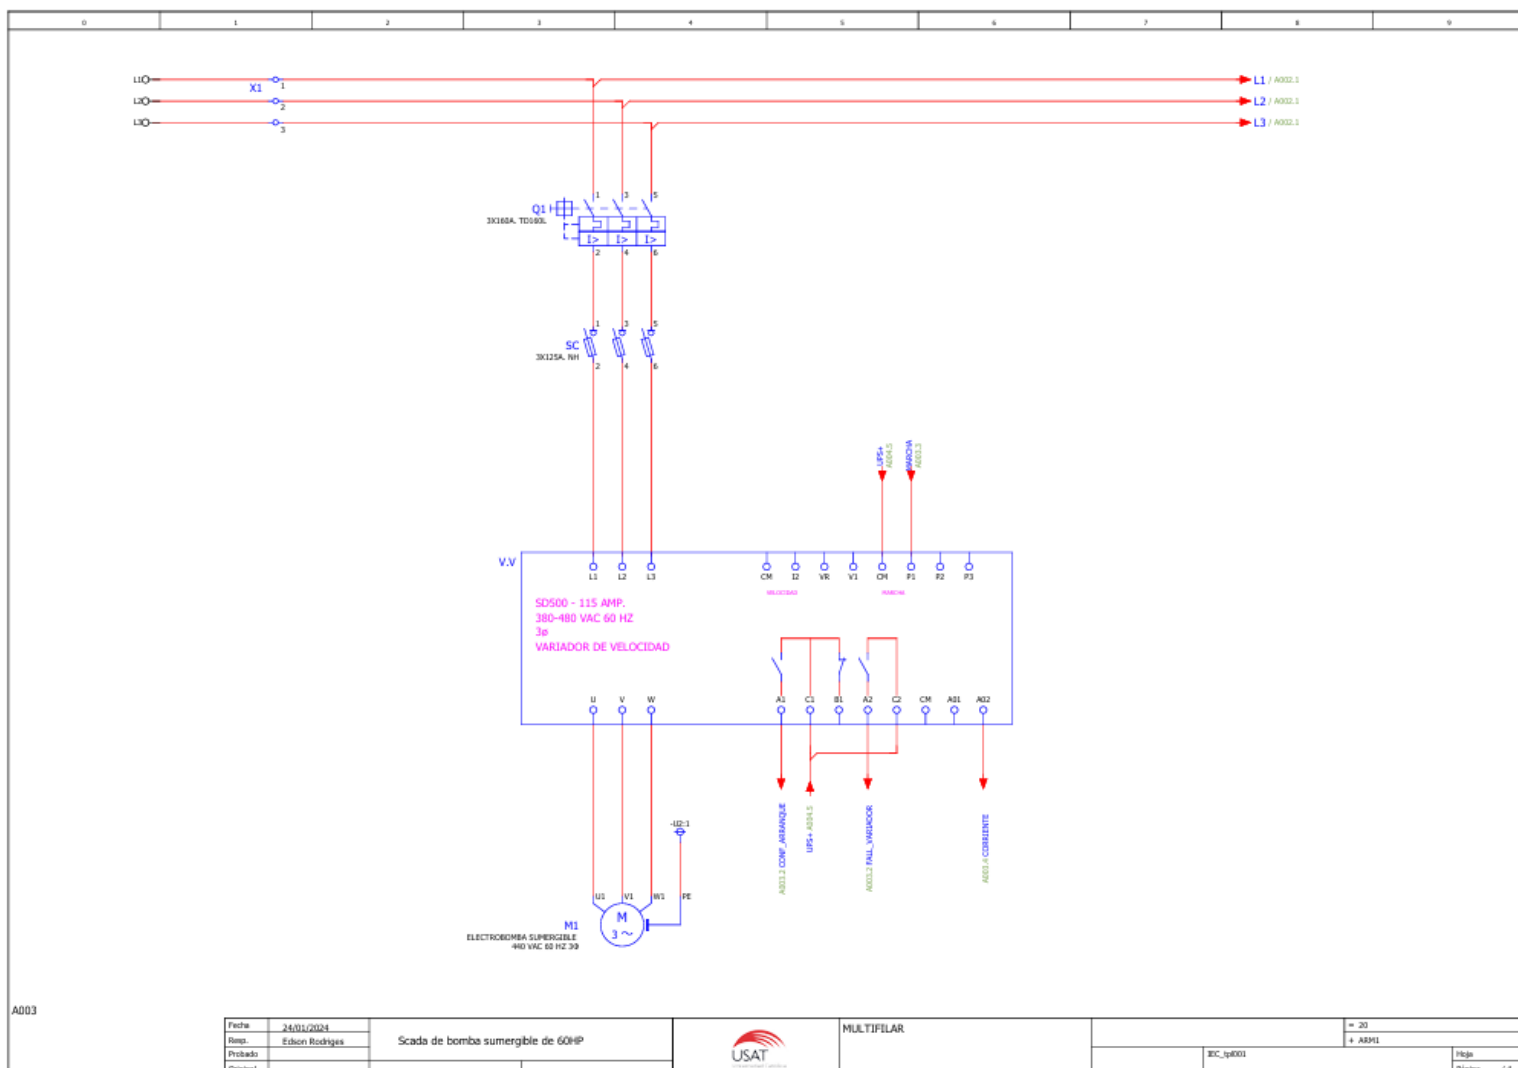 0 1 2 3 4 5 6 7 8 9
L1
X1 1
L1 / A002.1
L2
2
L2 / A002.1
L3
3
L3 / A002.1
1 3 5
Q1
3X160A. TD160L
I> I> I>
2 4 6
1 3 5
SC
3X125A. NH
2 4 6
UPS+
A004.5
MARCHA
A003.3
V.V
L1 L2 L3 CM I2 VR V1 CM P1 P2 P3
VELOCIDAD MARCHA
SD500 - 115 AMP.
380-480 VAC 60 HZ
3ø
VARIADOR DE VELOCIDAD
U V W A1 C1 B1 A2 C2 CM A01 A02
A003.2 CONF_ARRANQUE
UPS+ A004.5
A003.2 FALL_VARIADOR
A003.4 CORRIENTE
-U2:1
U1 V1 W1 PE
M1
M
3 ~
ELECTROBOMBA SUMERGIBLE
440 VAC 60 HZ 3Ø
A003
Fecha 24/01/2024
Resp. Edson Rodriges
Probado
Scada de bomba sumergible de 60HP
USAT
MULTIFILAR
= 20
+ ARM1
IEC_tpl001
Hoja